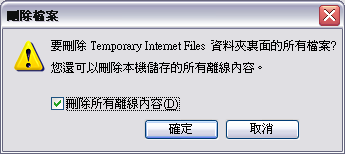 刪除檔案
要刪除 Temporary Internet Files 資料夾裏面的所有檔案?
您還可以刪除本機儲存的所有離線內容。
刪除所有離線內容(D)
確定
取消